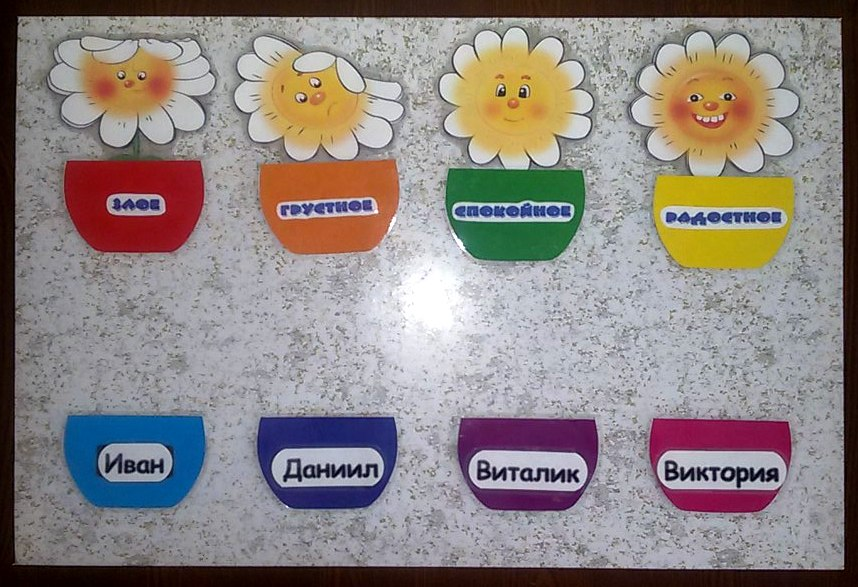 ЗЛОЕ
ГРУСТНОЕ
СПОКОЙНОЕ
РАДОСТНОЕ
Иван
Даниил
Виталик
Виктория